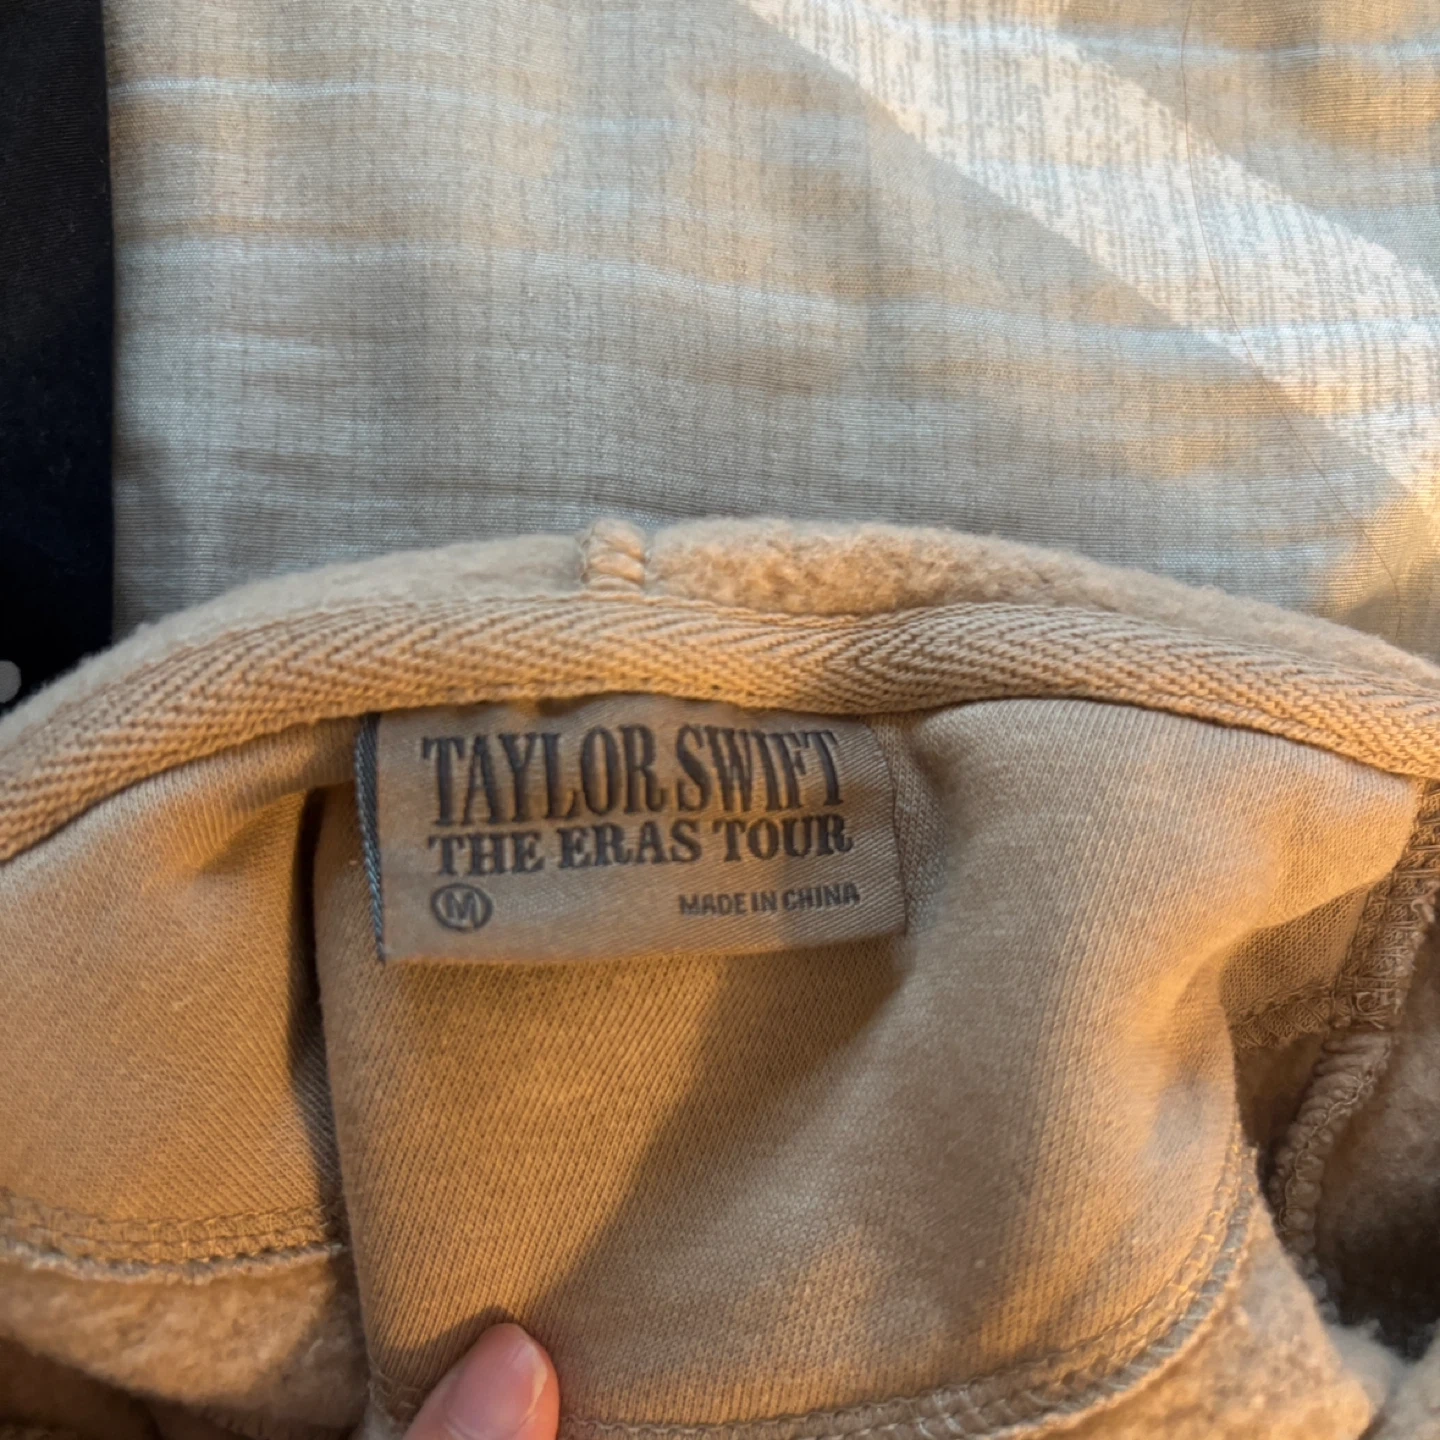 TAYLOR SWIFT
THE ERAS TOUR
M MADE IN CHINA